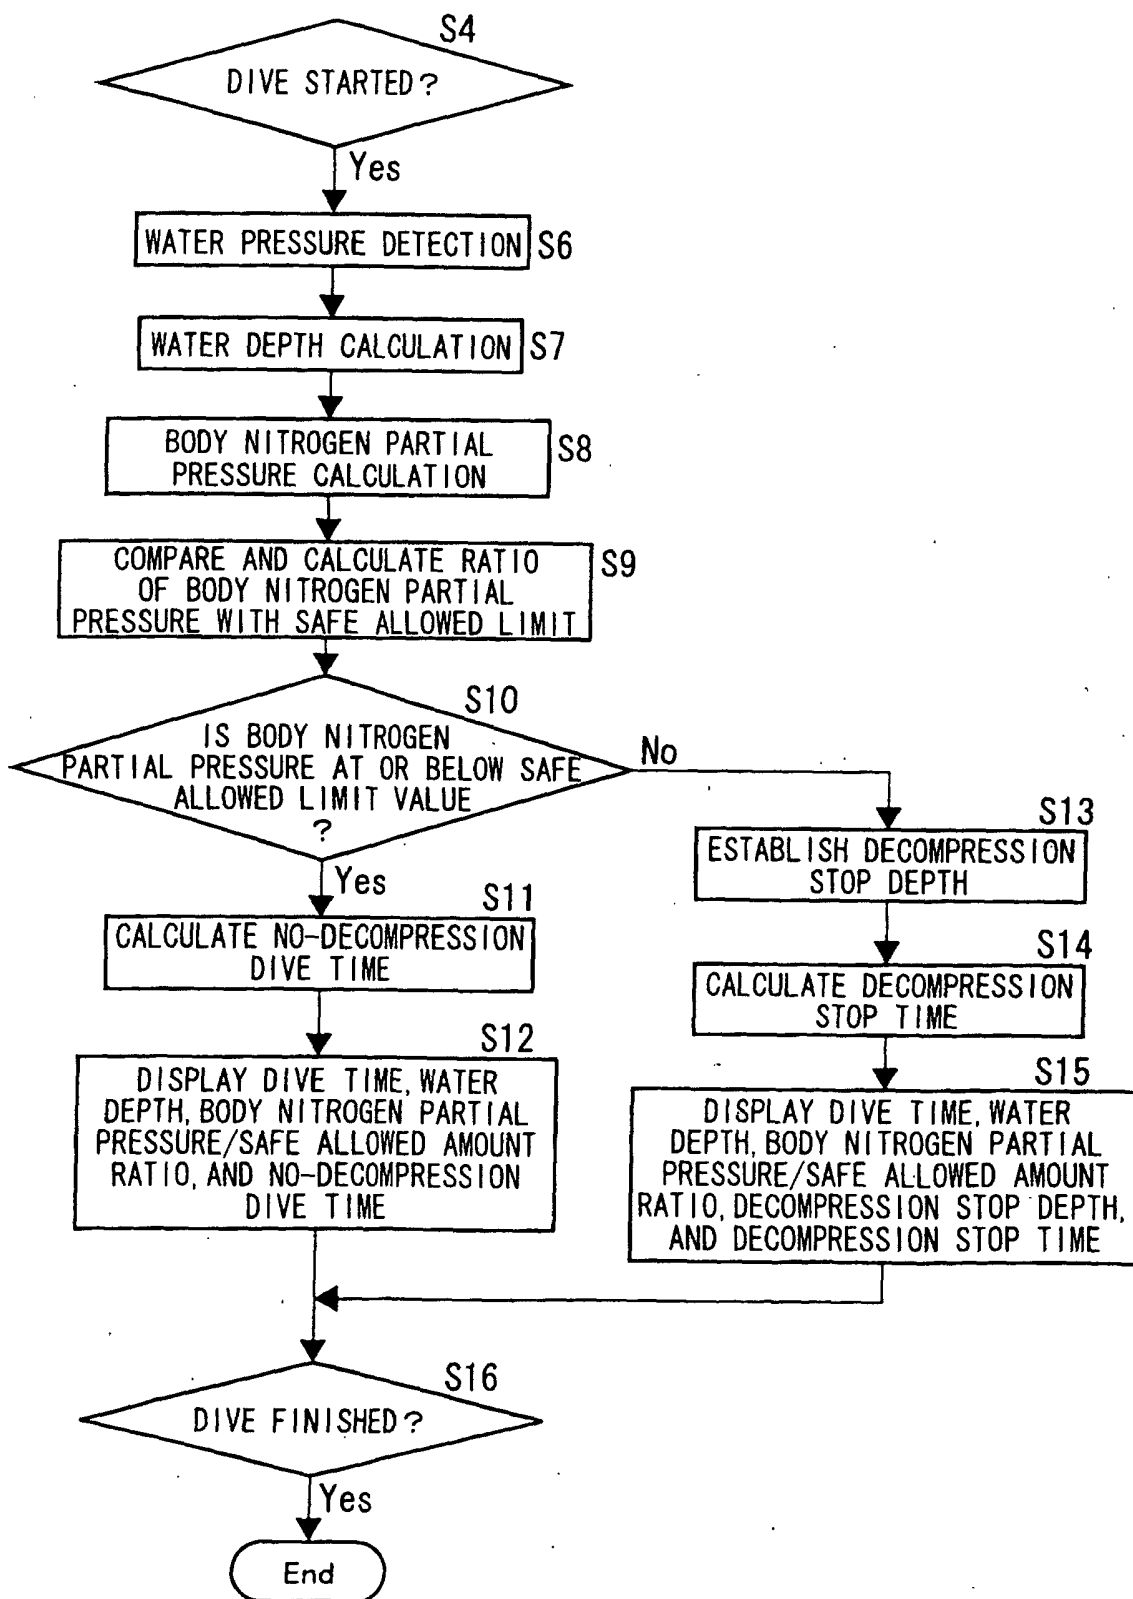 S4
DIVE STARTED?
Yes
WATER PRESSURE DETECTION
S6
WATER DEPTH CALCULATION
S7
BODY NITROGEN PARTIAL
PRESSURE CALCULATION
S8
COMPARE AND CALCULATE RATIO
OF BODY NITROGEN PARTIAL
PRESSURE WITH SAFE ALLOWED LIMIT
S9
S10
IS BODY NITROGEN
PARTIAL PRESSURE AT OR BELOW SAFE
ALLOWED LIMIT VALUE
?
No
Yes
S11
CALCULATE NO-DECOMPRESSION
DIVE TIME
S12
DISPLAY DIVE TIME, WATER
DEPTH, BODY NITROGEN PARTIAL
PRESSURE/SAFE ALLOWED AMOUNT
RATIO, AND NO-DECOMPRESSION
DIVE TIME
S13
ESTABLISH DECOMPRESSION
STOP DEPTH
S14
CALCULATE DECOMPRESSION
STOP TIME
S15
DISPLAY DIVE TIME, WATER
DEPTH, BODY NITROGEN PARTIAL
PRESSURE/SAFE ALLOWED AMOUNT
RATIO, DECOMPRESSION STOP DEPTH,
AND DECOMPRESSION STOP TIME
S16
DIVE FINISHED?
Yes
End